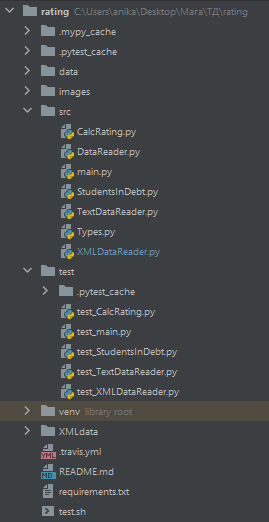 rating C:\Users\anika\Desktop\Мага\ТД\rating
.mypy_cache
.pytest_cache
data
images
src
CalcRating.py
DataReader.py
main.py
StudentsInDebt.py
TextDataReader.py
Types.py
XMLDataReader.py
test
.pytest_cache
test_CalcRating.py
test_main.py
test_StudentsInDebt.py
test_TextDataReader.py
test_XMLDataReader.py
venv library root
XMLdata
.travis.yml
README.md
requirements.txt
test.sh